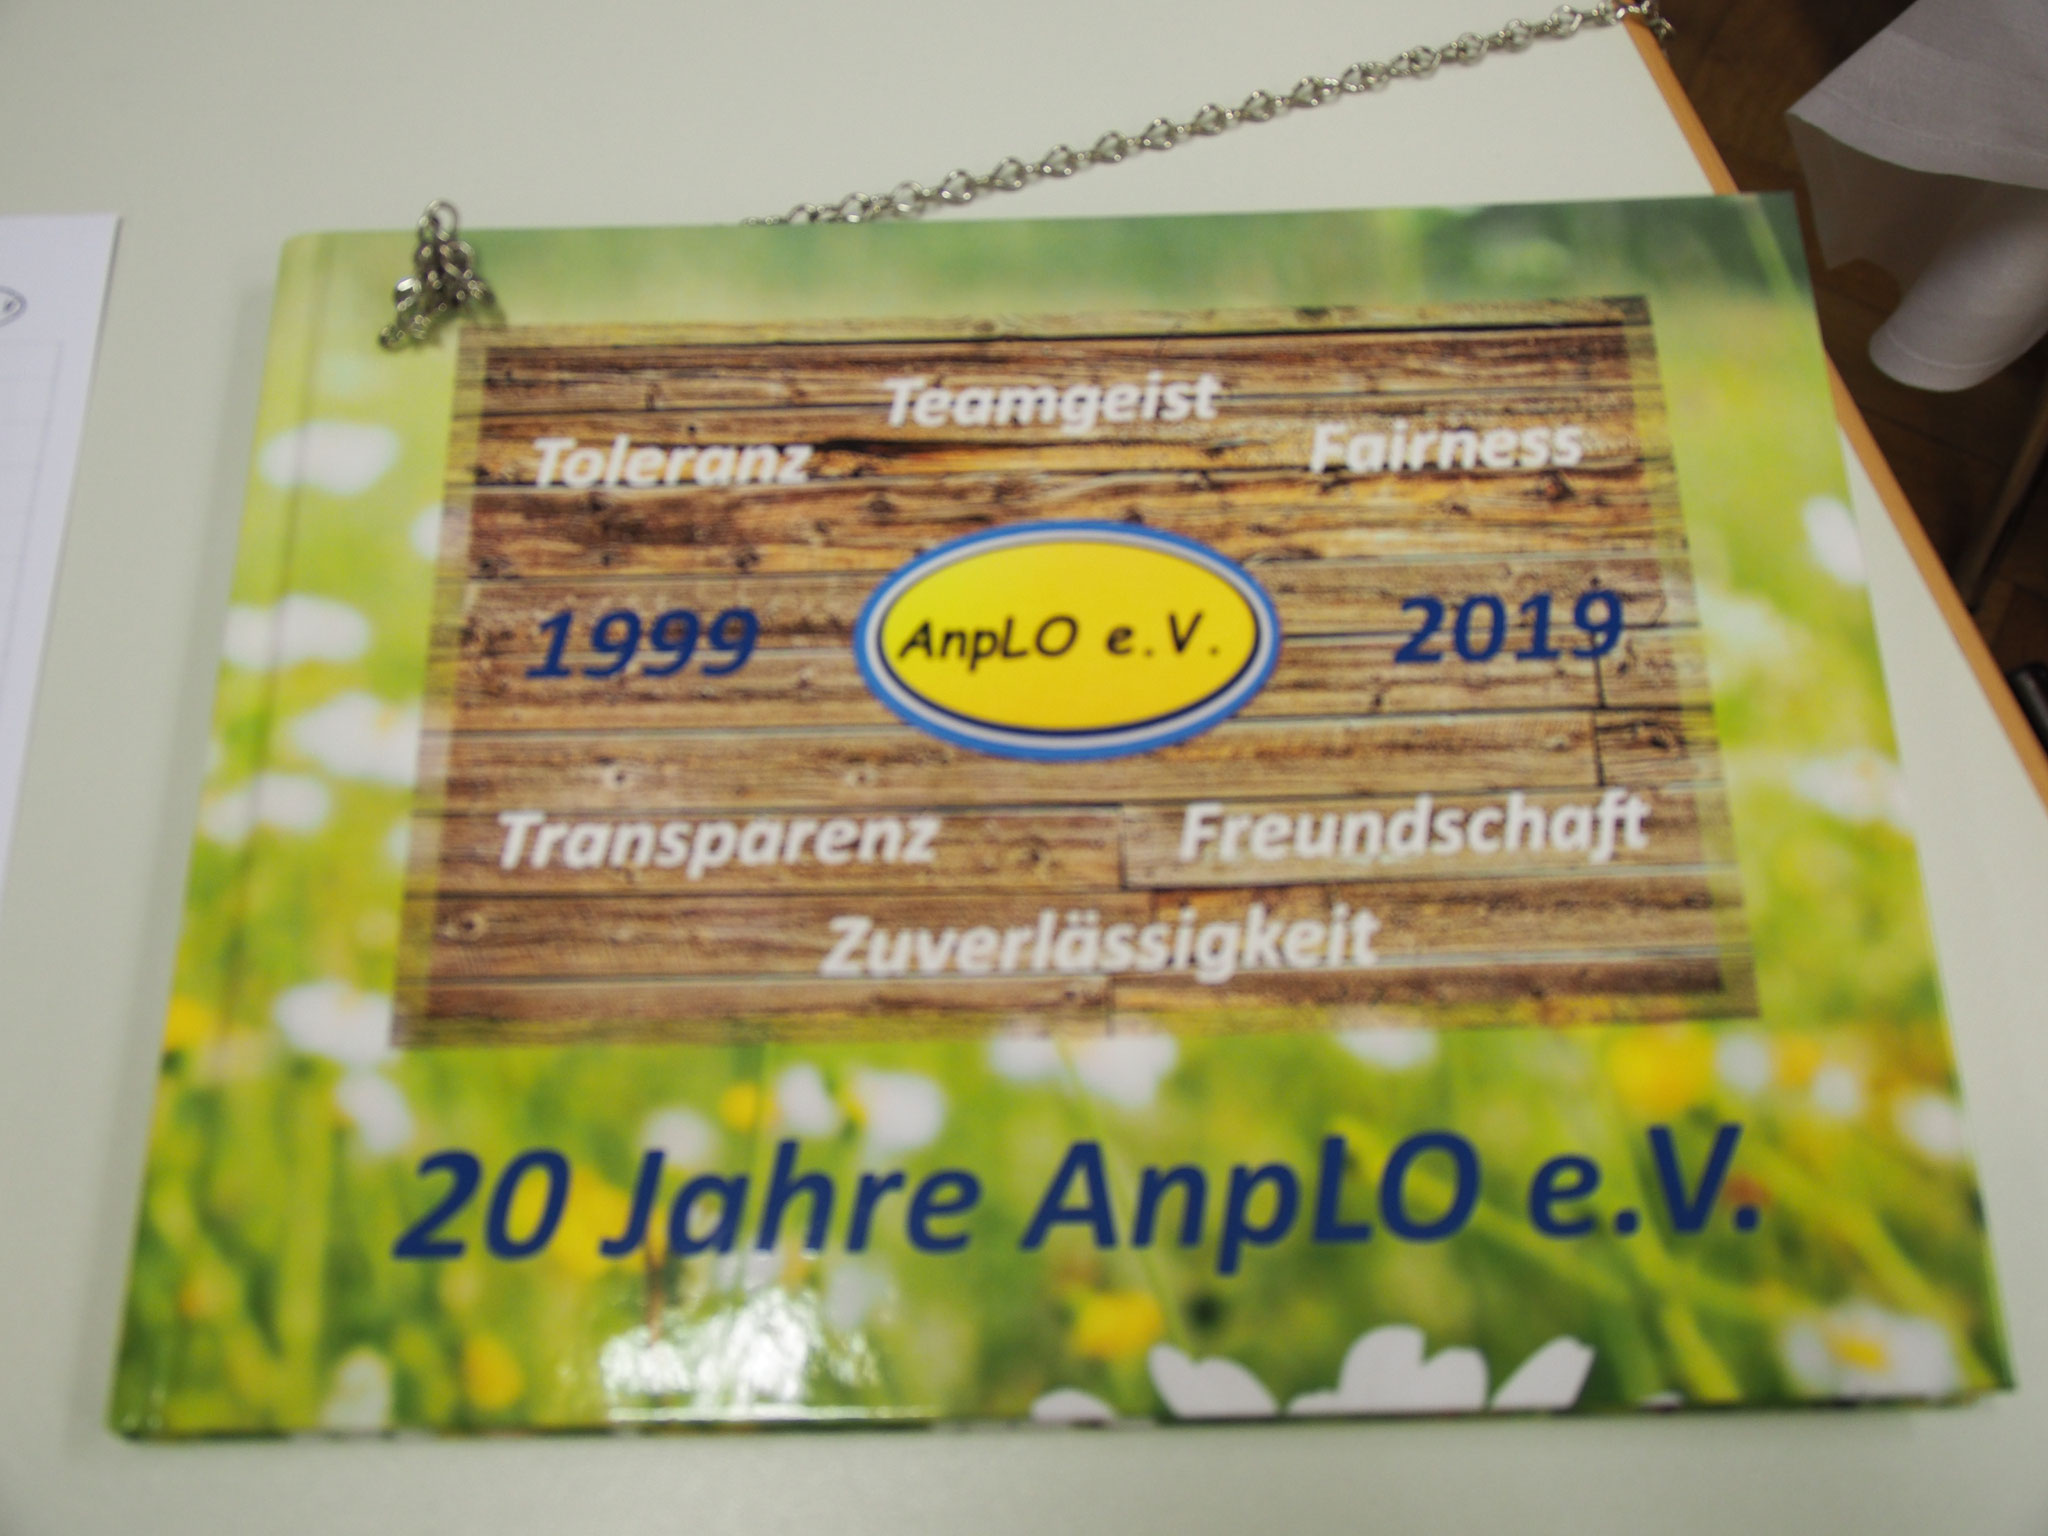 Teamgeist
Toleranz
Fairness
1999
AnpLO e.V.
2019
Transparenz
Freundschaft
Zuverlässigkeit
20 Jahre AnpLO e.V.